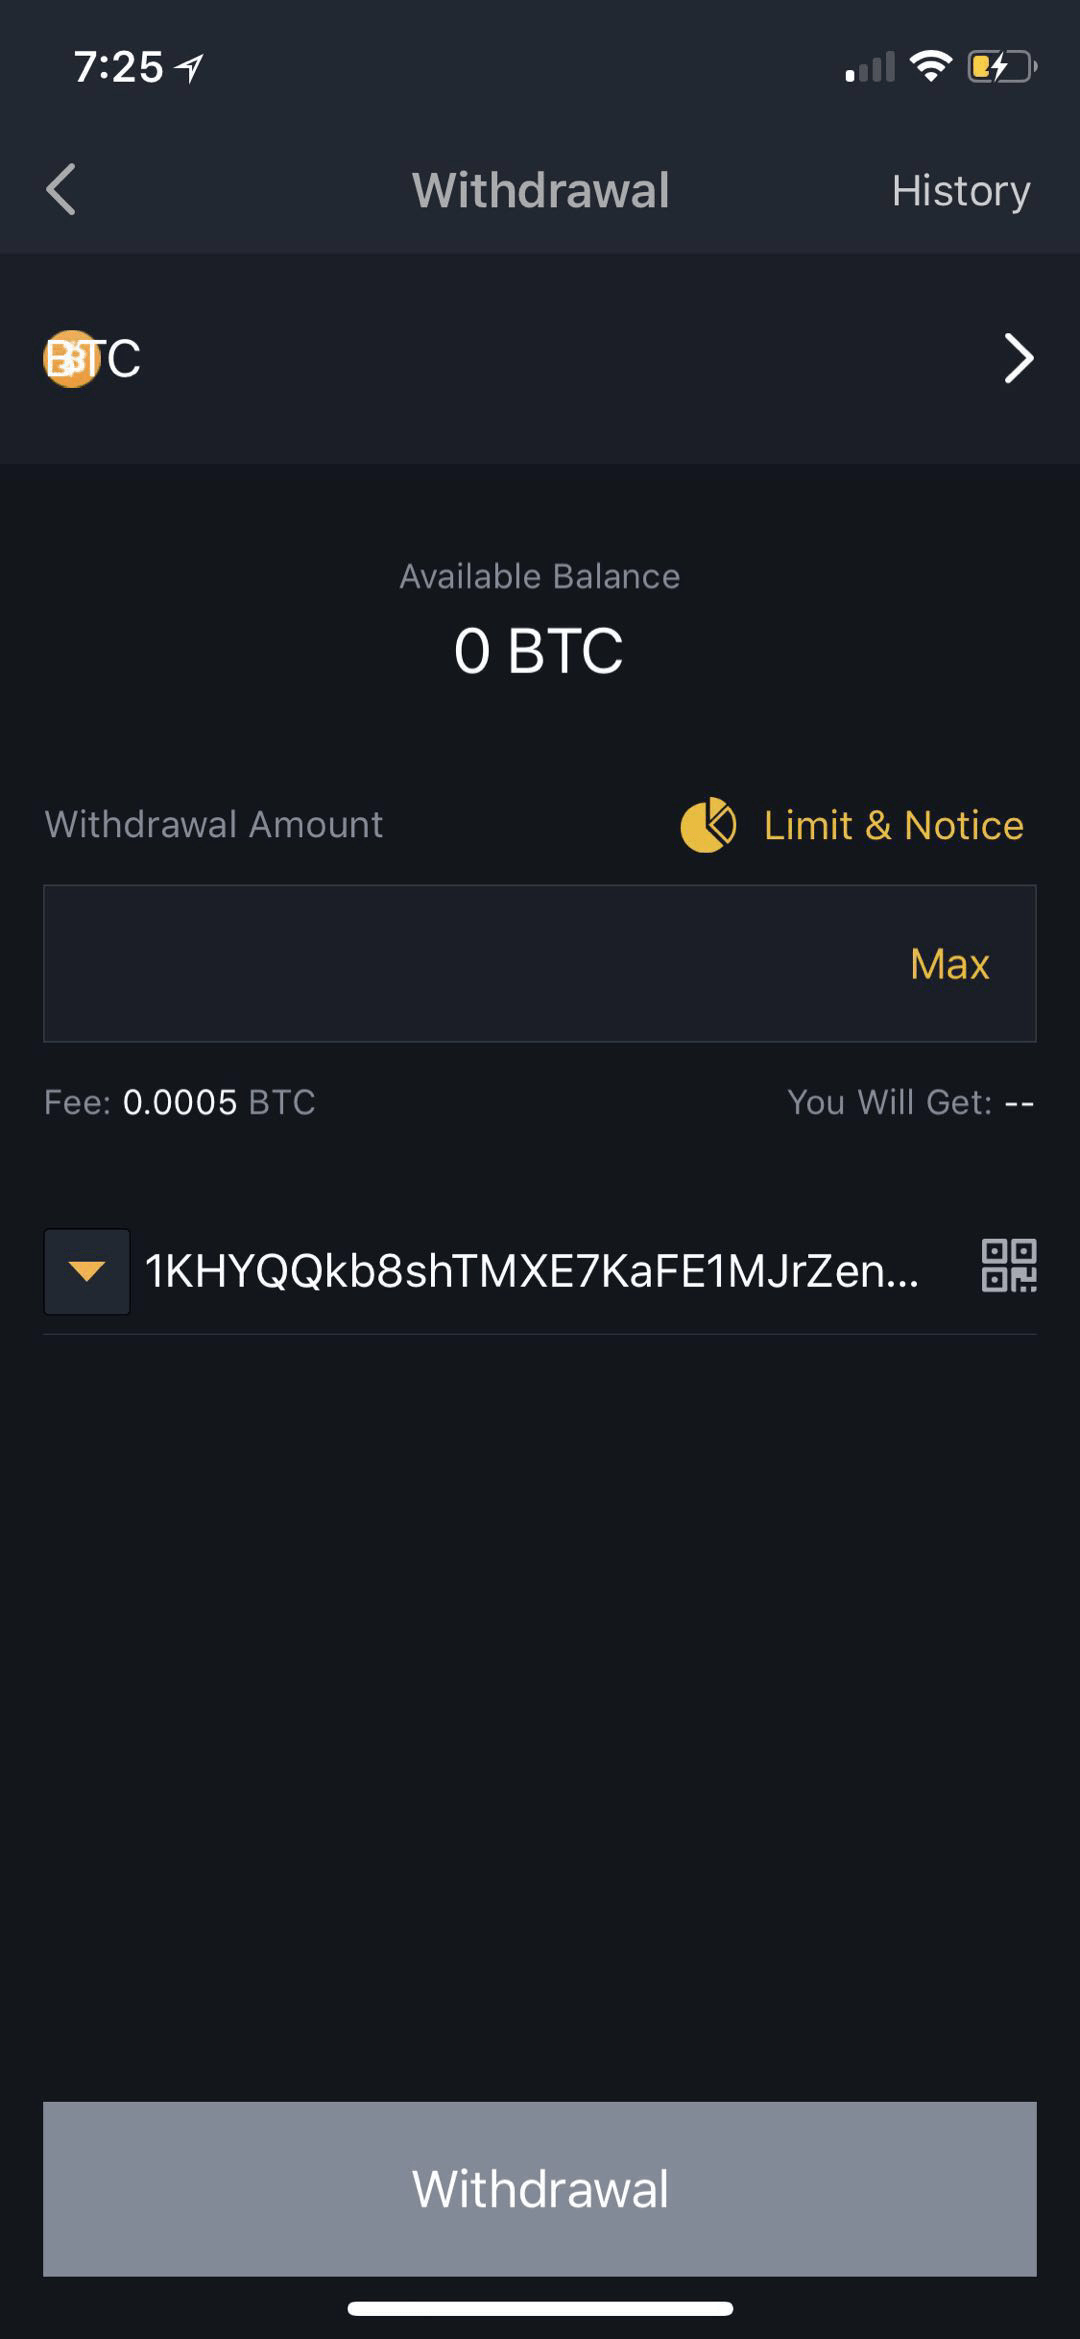 7:25
Withdrawal
History
BTC
Available Balance
0 BTC
Withdrawal Amount
Limit & Notice
Max
Fee: 0.0005 BTC
You Will Get: --
1KHYQQkb8shTMXE7KaFE1MJrZen...
Withdrawal